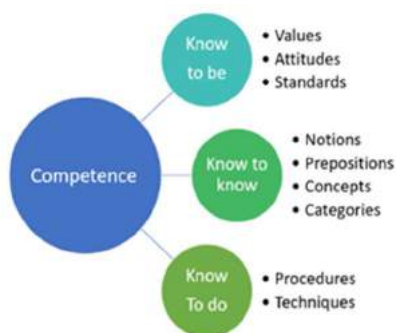 Competence
Know
to be
• Values
• Attitudes
• Standards
Know to
know
• Notions
• Prepositions
• Concepts
• Categories
Know
To do
• Procedures
• Techniques